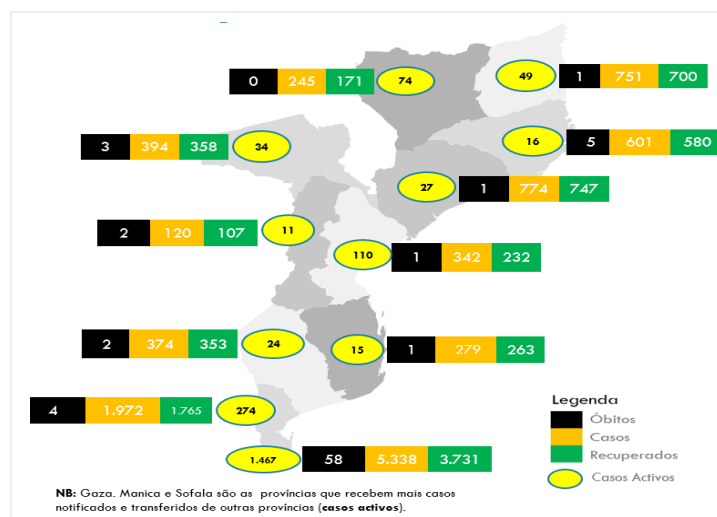 0 245 171 74
49 1 751 700
3 394 358 34
16 5 601 580
27 1 774 747
2 120 107 11
110 1 342 232
2 374 353 24
15 1 279 263
4 1.972 1.765 274
1.467 58 5.338 3.731
Legenda
Óbitos
Casos
Recuperados
Casos Activos
NB: Gaza. Manica e Sofala são as províncias que recebem mais casos
notificados e transferidos de outras províncias (casos activos).